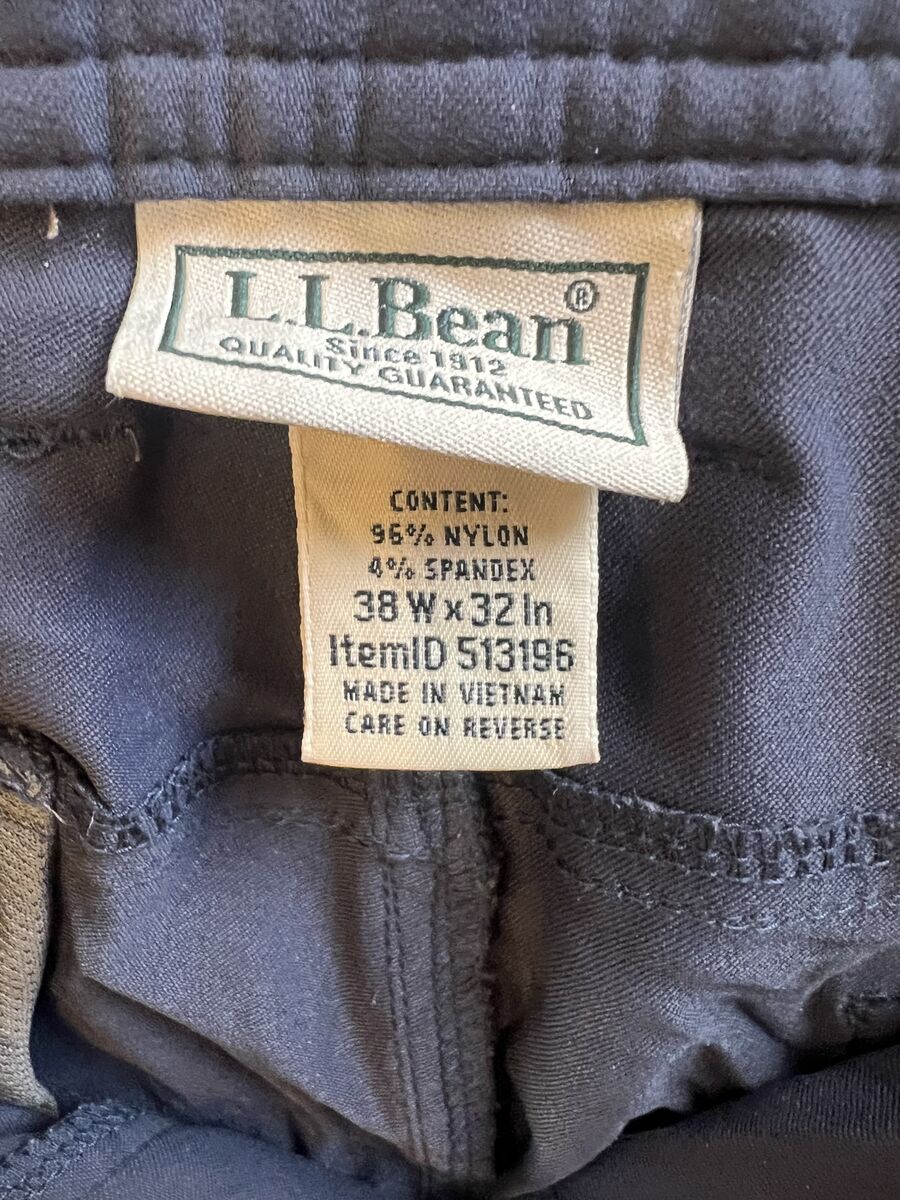 L.L.Bean®
Since 1912
QUALITY GUARANTEED
CONTENT:
96% NYLON
4% SPANDEX
38 W x 32 In
ItemID 513196
MADE IN VIETNAM
CARE ON REVERSE